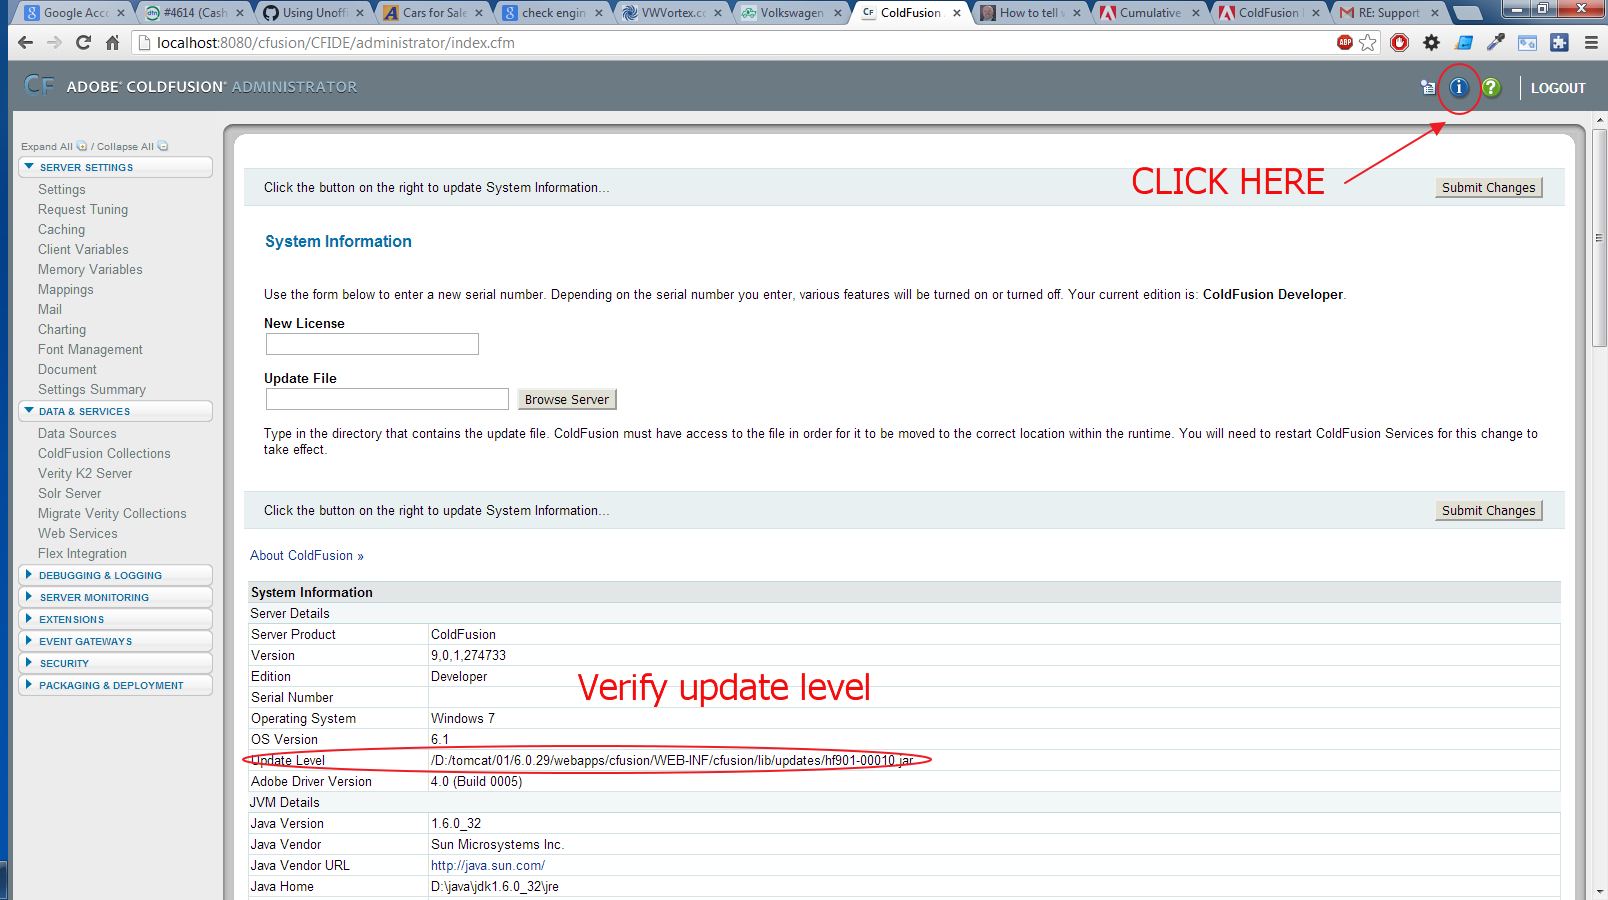 Google Acc
#4614 (Cash
Using Unoffi
Cars for Sale
check engin
VWVortex.co
Volkswagen
ColdFusion
How to tell w
Cumulative
ColdFusion
RE: Support
localhost:8080/cfusion/CFIDE/administrator/index.cfm
ABP
CF ADOBE® COLDFUSION® ADMINISTRATOR
LOGOUT
Expand All / Collapse All
SERVER SETTINGS
Settings
Request Tuning
Caching
Client Variables
Memory Variables
Mappings
Mail
Charting
Font Management
Document
Settings Summary
DATA & SERVICES
Data Sources
ColdFusion Collections
Verity K2 Server
Solr Server
Migrate Verity Collections
Web Services
Flex Integration
DEBUGGING & LOGGING
SERVER MONITORING
EXTENSIONS
EVENT GATEWAYS
SECURITY
PACKAGING & DEPLOYMENT
CLICK HERE
Click the button on the right to update System Information...
Submit Changes
System Information
Use the form below to enter a new serial number. Depending on the serial number you enter, various features will be turned on or turned off. Your current edition is: ColdFusion Developer.
New License
Update File
Browse Server
Type in the directory that contains the update file. ColdFusion must have access to the file in order for it to be moved to the correct location within the runtime. You will need to restart ColdFusion Services for this change to
take effect.
Click the button on the right to update System Information...
Submit Changes
About ColdFusion »
System Information
Server Details
Server Product ColdFusion
Version 9,0,1,274733
Edition Developer
Verify update level
Serial Number
Operating System Windows 7
OS Version 6.1
Update Level /D:/tomcat/01/6.0.29/webapps/cfusion/WEB-INF/cfusion/lib/updates/hf901-00010.jar
Adobe Driver Version 4.0 (Build 0005)
JVM Details
Java Version 1.6.0_32
Java Vendor Sun Microsystems Inc.
Java Vendor URL http://java.sun.com/
Java Home D:\java\jdk1.6.0_32\jre